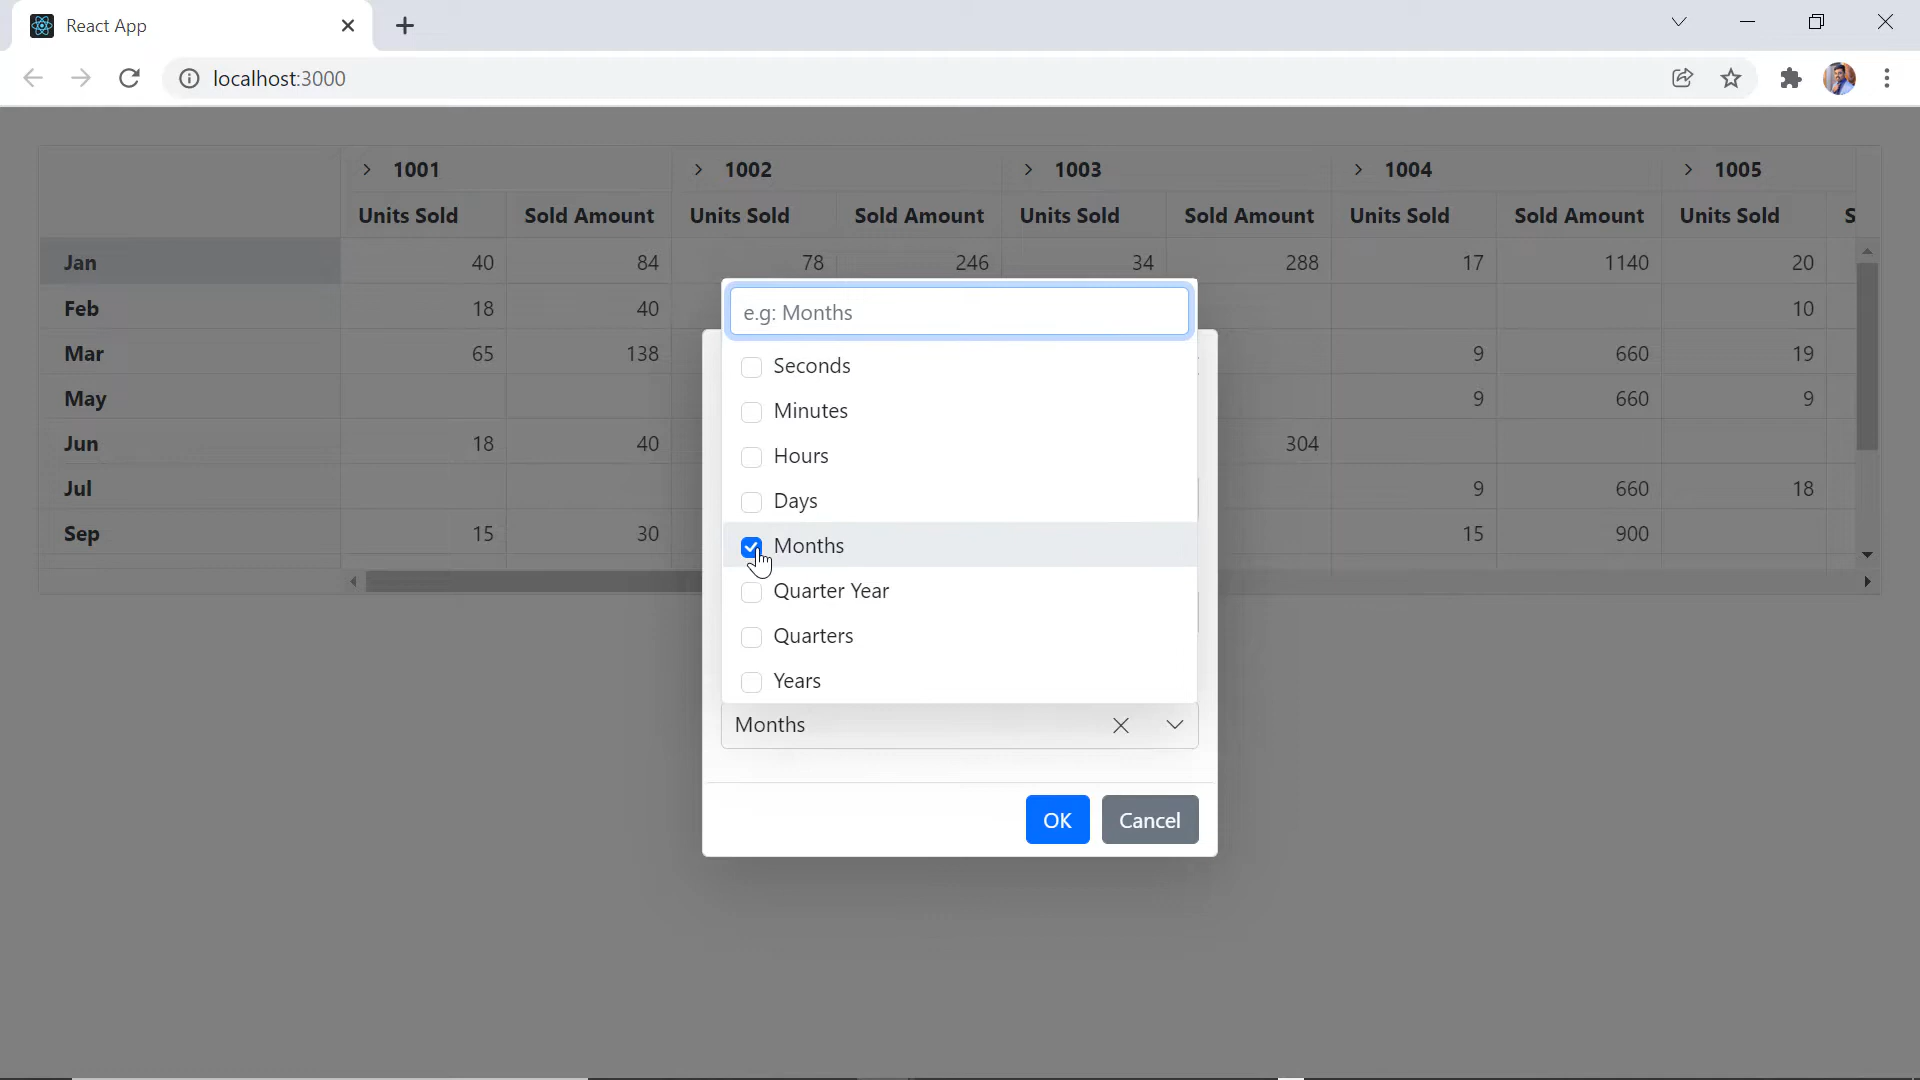 React App
localhost:3000
1001 1002 1003 1004 1005
Units Sold Sold Amount Units Sold Sold Amount Units Sold Sold Amount Units Sold Sold Amount Units Sold S
Jan 40 84 78 246 34 288 17 1140 20
e.g: Months
Feb 18 40 10
Mar 65 138 9 660 19
Seconds
May 9 660 9
Minutes
Jun 18 40 304
Hours
Jul 9 660 18
Days
Sep 15 30 15 900
Months
Quarter Year
Quarters
Years
Months
OK Cancel